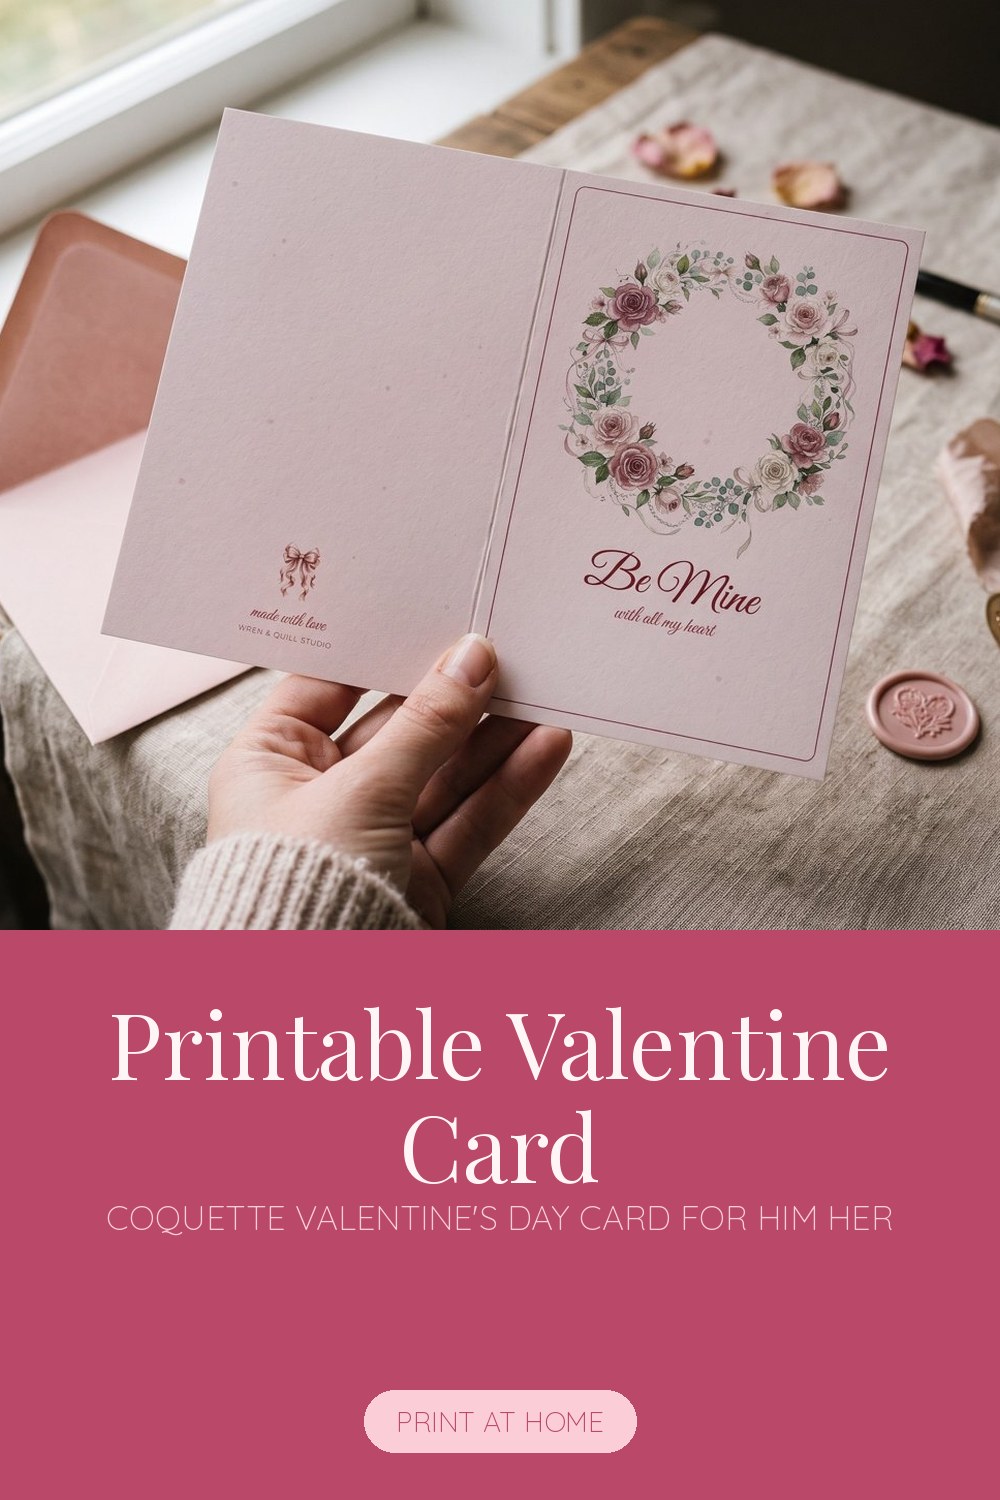 made with love
WREN & QUILL STUDIO
Be Mine
with all my heart
Printable Valentine
Card
COQUETTE VALENTINE'S DAY CARD FOR HIM HER
PRINT AT HOME